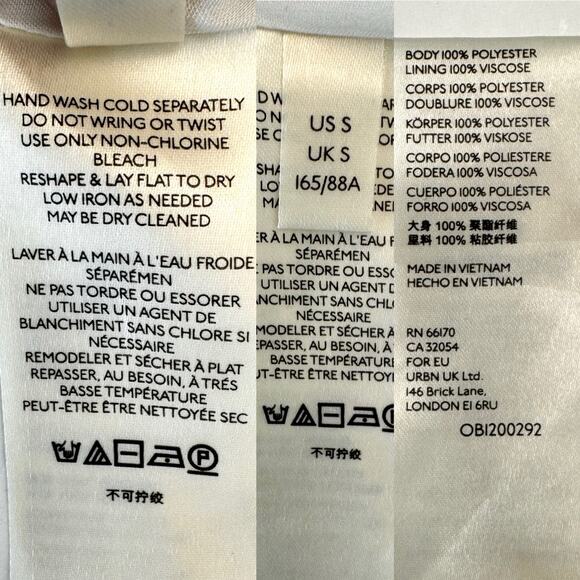 HAND WASH COLD SEPARATELY
DO NOT WRING OR TWIST
USE ONLY NON-CHLORINE
BLEACH
RESHAPE & LAY FLAT TO DRY
LOW IRON AS NEEDED
MAY BE DRY CLEANED
LAVER À LA MAIN À L'EAU FROIDE
SÉPARÉMEN
NE PAS TORDRE OU ESSORER
UTILISER UN AGENT DE
BLANCHIMENT SANS CHLORE SI
NÉCESSAIRE
REMODELER ET SÉCHER À PLAT
REPASSER, AU BESOIN, À TRÉS
BASSE TEMPÉRATURE
PEUT-ÊTRE ÊTRE NETTOYÉE SEC
P
不可拧绞
US S
UK S
165/88A
À LA MAIN À L'EAU F
SÉPARÉMEN
PAS TORDRE OU ESSO
UTILISER UN AGENT D
NCHIMENT SANS CHL
NÉCESSAIRE
MODELER ET SÉCHER À
PASSER, AU BESOIN, À
BASSE TEMPÉRATURE
UT-ÊTRE ÊTRE NETTOY
不可拧绞
BODY 100% POLYESTER
LINING 100% VISCOSE
CORPS 100% POLYESTER
DOUBLURE 100% VISCOSE
KÖRPER 100% POLYESTER
FUTTER 100% VISKOSE
CORPO 100% POLIESTERE
FODERA 100% VISCOSA
CUERPO 100% POLIÉSTER
FORRO 100% VISCOSA
大身 100% 聚酯纤维
里料 100% 粘胶纤维
MADE IN VIETNAM
HECHO EN VIETNAM
RN 66170
CA 32054
FOR EU
URBN UK Ltd.
146 Brick Lane,
LONDON E1 6RU
OB1200292